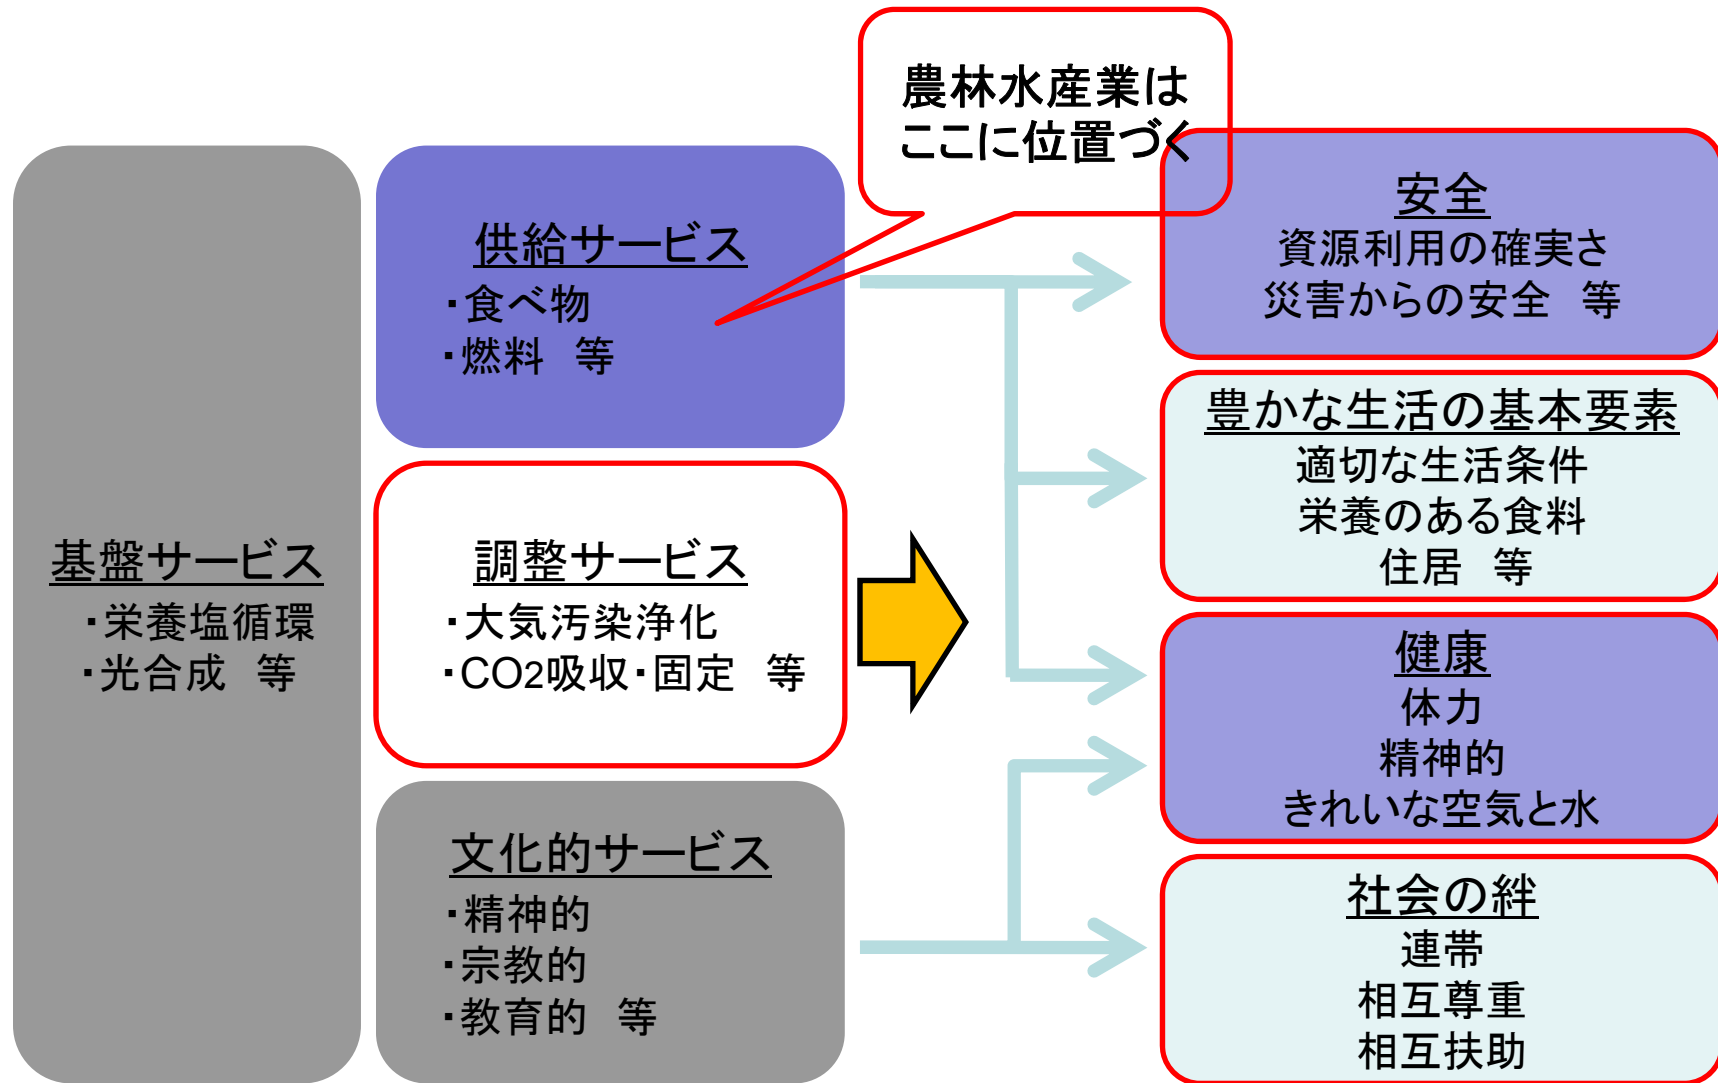 農林水産業は
ここに位置づく
基盤サービス
・栄養塩循環
・光合成　等
供給サービス
・食べ物
・燃料　等
調整サービス
・大気汚染浄化
・CO2吸収・固定　等
文化的サービス
・精神的
・宗教的
・教育的　等
安全
資源利用の確実さ
災害からの安全　等
豊かな生活の基本要素
適切な生活条件
栄養のある食料
住居　等
健康
体力
精神的
きれいな空気と水
社会の絆
連帯
相互尊重
相互扶助